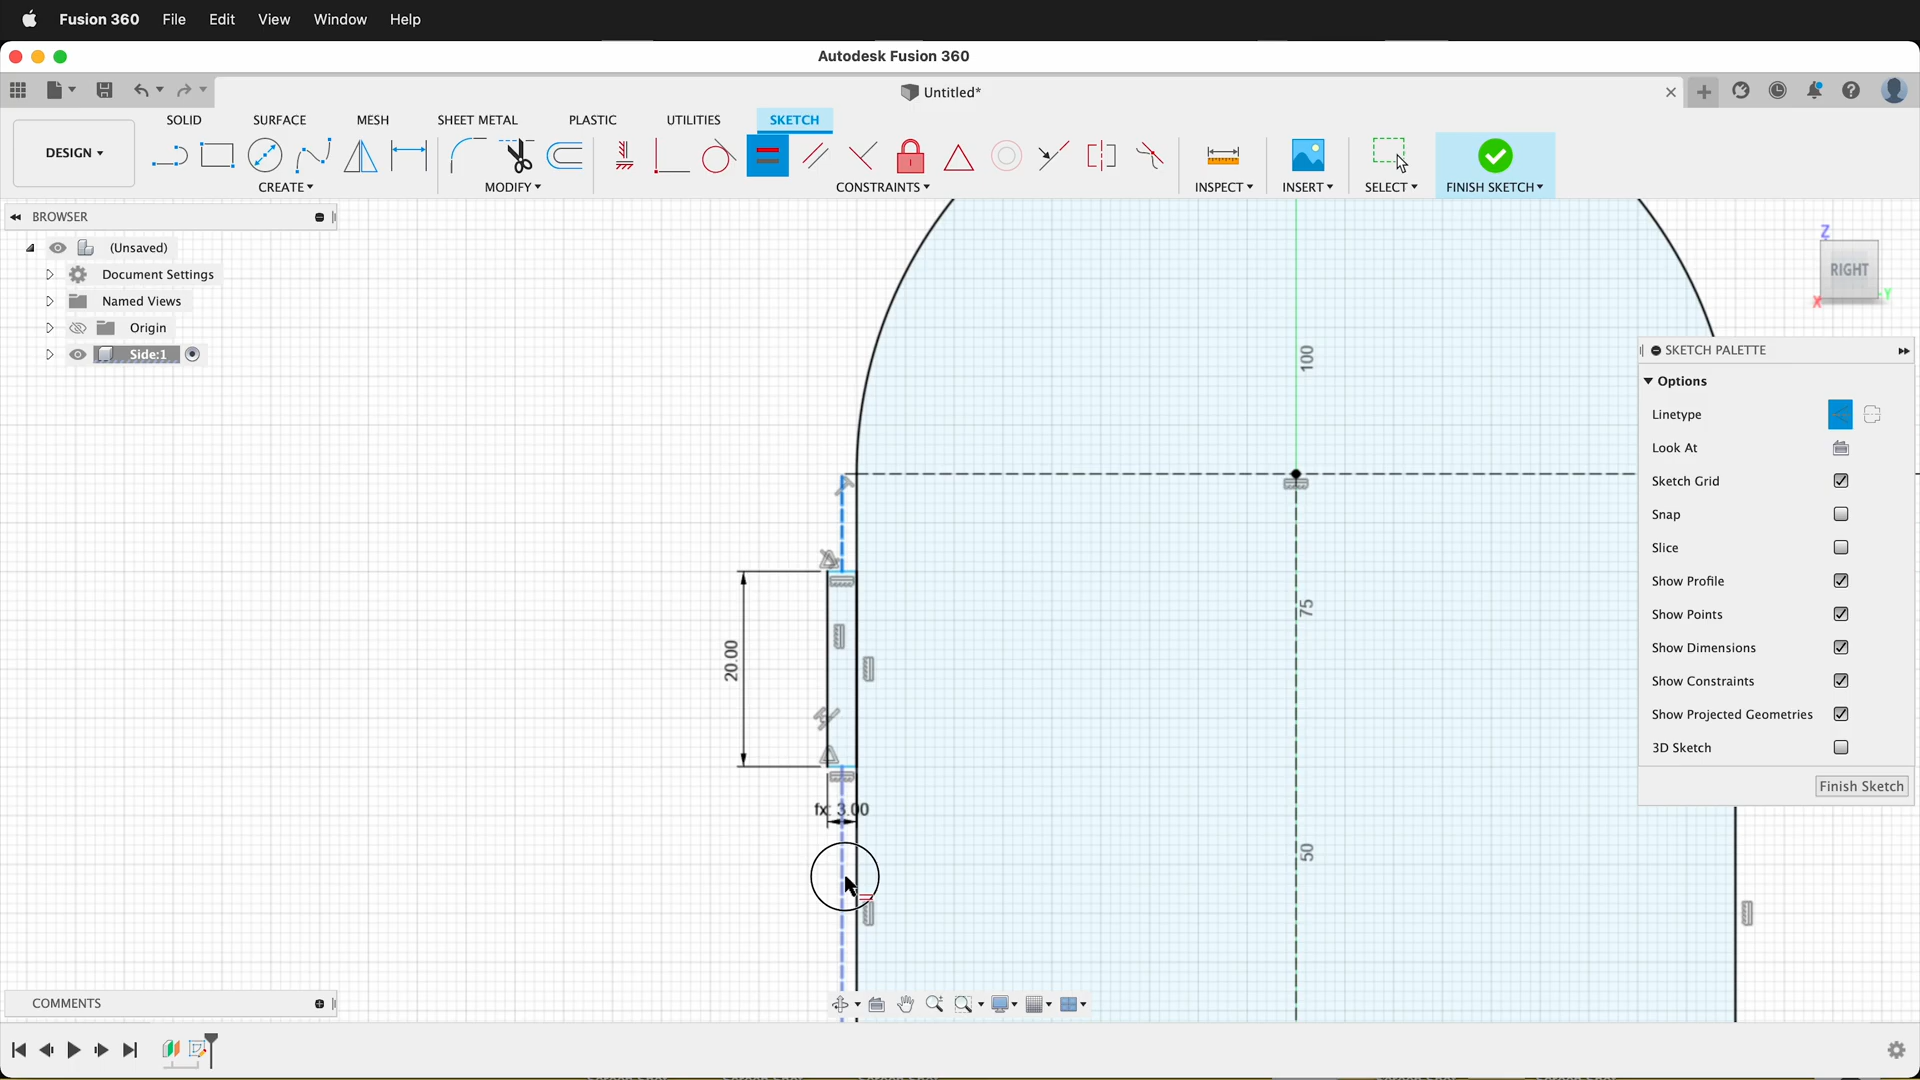 Fusion 360 File Edit View Window Help
Autodesk Fusion 360
Untitled*
SOLID SURFACE MESH SHEET METAL PLASTIC UTILITIES SKETCH
DESIGN
CREATE MODIFY CONSTRAINTS INSPECT INSERT SELECT FINISH SKETCH
BROWSER
(Unsaved)
Document Settings
Named Views
Origin
Side:1
Z
RIGHT
X
Y
100
75
50
20.00
fx: 3.00
SKETCH PALETTE
Options
Linetype
Look At
Sketch Grid
Snap
Slice
Show Profile
Show Points
Show Dimensions
Show Constraints
Show Projected Geometries
3D Sketch
Finish Sketch
COMMENTS